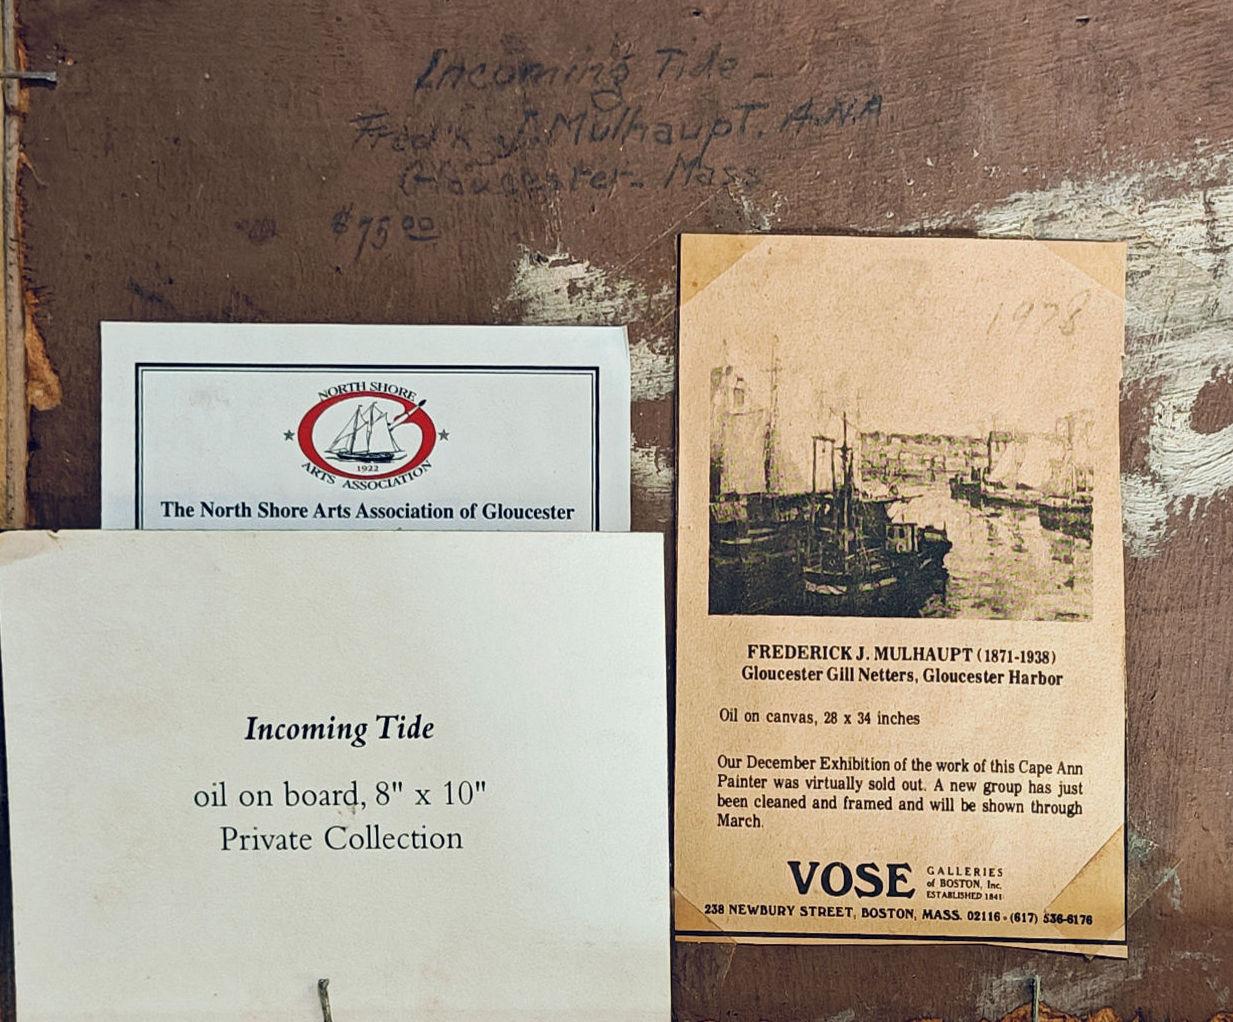 Incoming Tide
Fred'k J. Mulhaupt. A.N.A
Gloucester. Mass
$75.00
NORTH SHORE
1922
ARTS ASSOCIATION
The North Shore Arts Association of Gloucester
Incoming Tide
oil on board, 8" x 10"
Private Collection
1978
FREDERICK J. MULHAUPT (1871-1938)
Gloucester Gill Netters, Gloucester Harbor
Oil on canvas, 28 x 34 inches
Our December Exhibition of the work of this Cape Ann
Painter was virtually sold out. A new group has just
been cleaned and framed and will be shown through
March.
VOSE GALLERIES
of BOSTON, Inc.
ESTABLISHED 1841
238 NEWBURY STREET, BOSTON, MASS. 02116 • (617) 536-6176